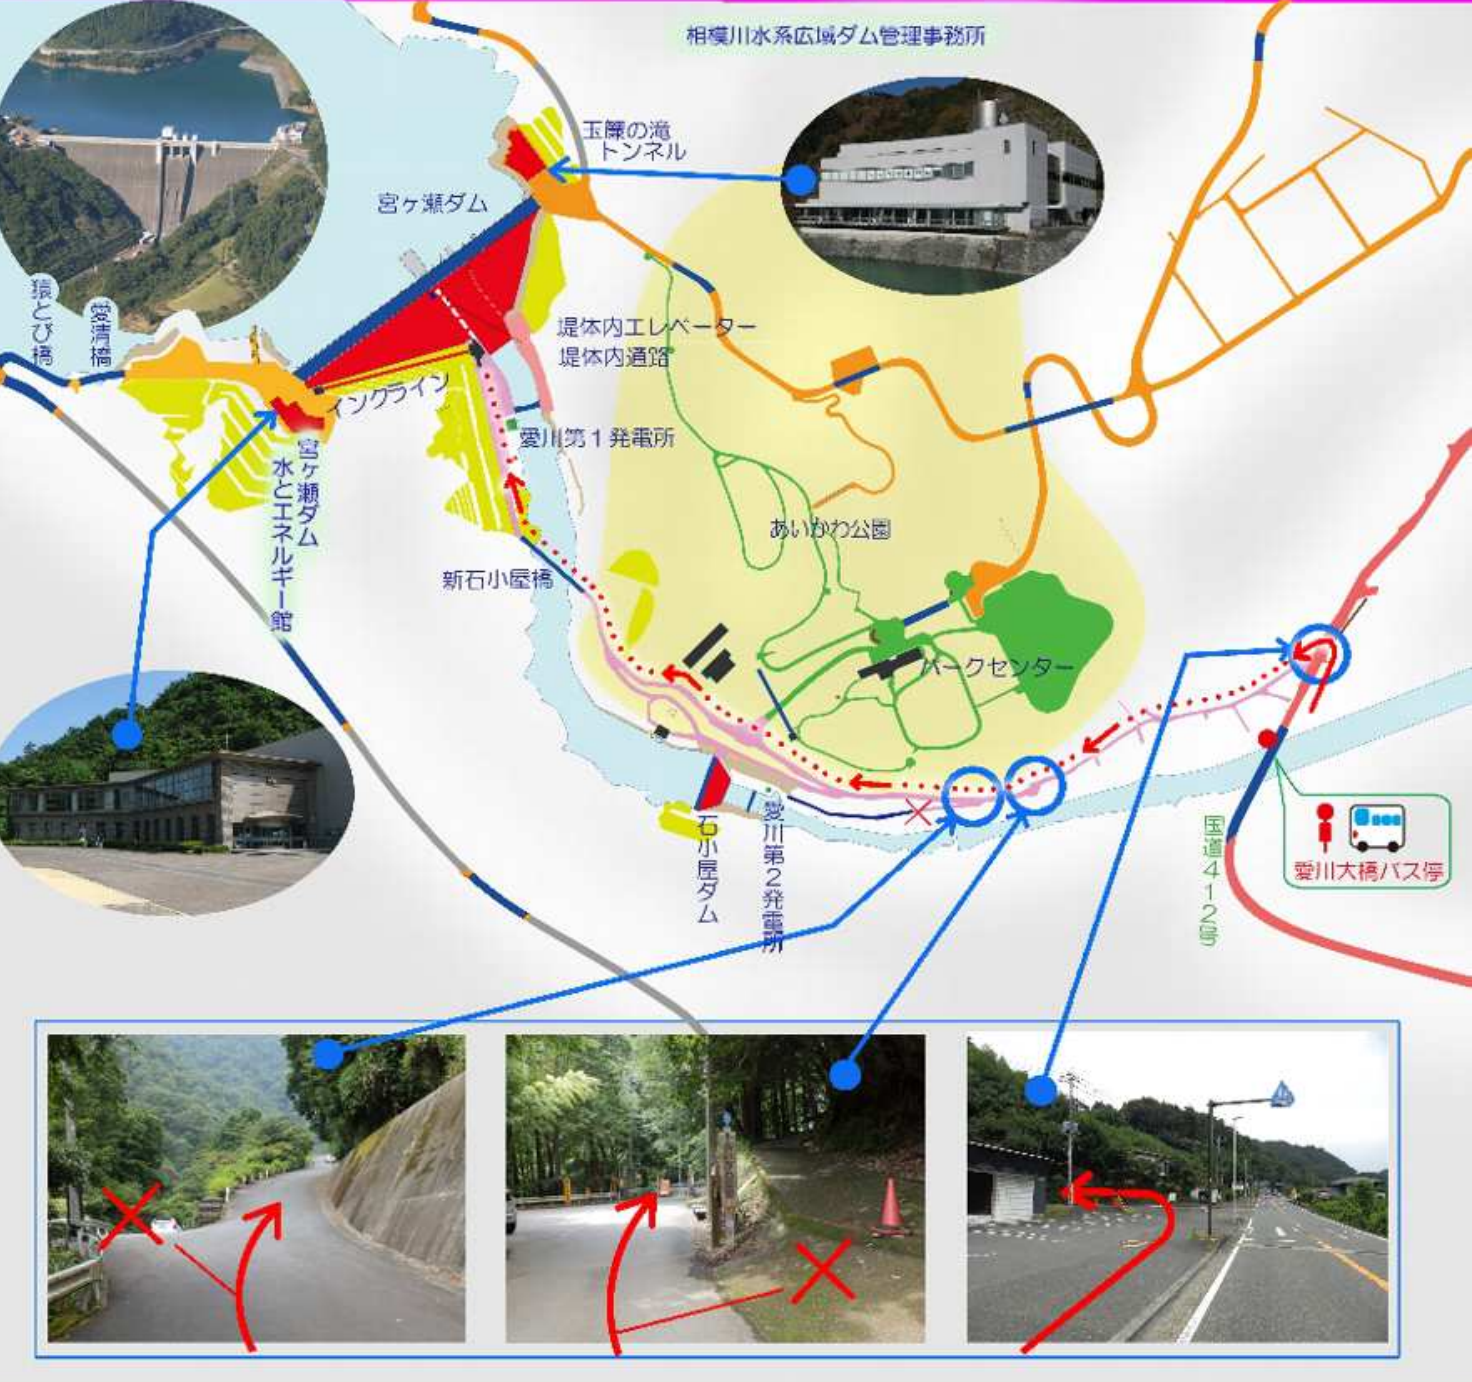 相模川水系広域ダム管理事務所
玉簾の滝
トンネル
宮ヶ瀬ダム
猿とび橋
愛清橋
堤体内エレベーター
堤体内通路
インクライン
愛川第1発電所
宮ヶ瀬ダム
水とエネルギー館
あいかわ公園
新石小屋橋
パークセンター
石小屋ダム
愛川第2発電所
国道412号
愛川大橋バス停